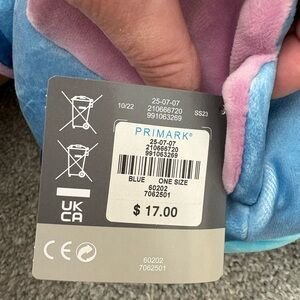 10/22
25-07-07
210666720
991063269
SS23
PRIMARK®
25-07-07
210666720
991063269
BLUE ONE SIZE
60202
7062501
$ 17.00
UK
CA
CE
60202
7062501